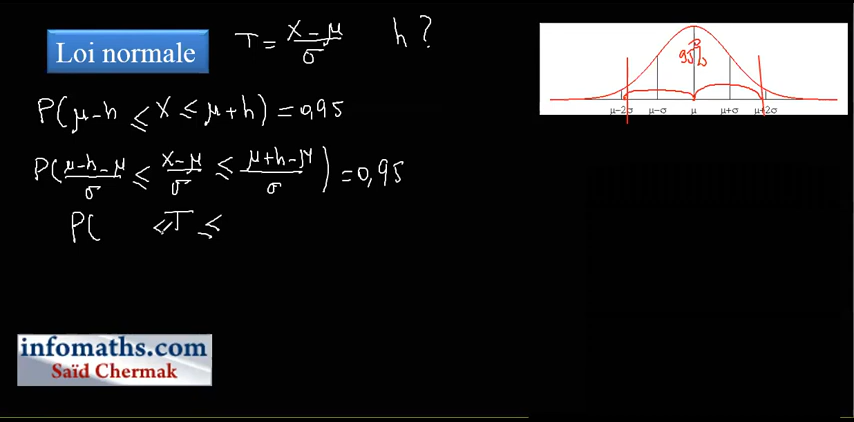 Loi normale
T = (X – μ)/σ    h ?
P(μ–h ≤ X ≤ μ+h) = 0,95
P((μ–h–μ)/σ ≤ (X–μ)/σ ≤ (μ+h–μ)/σ) = 0,95
P(    ≤ T ≤
95%
μ–2σ μ–σ μ μ+σ μ+2σ
infomaths.com
Saïd Chermak